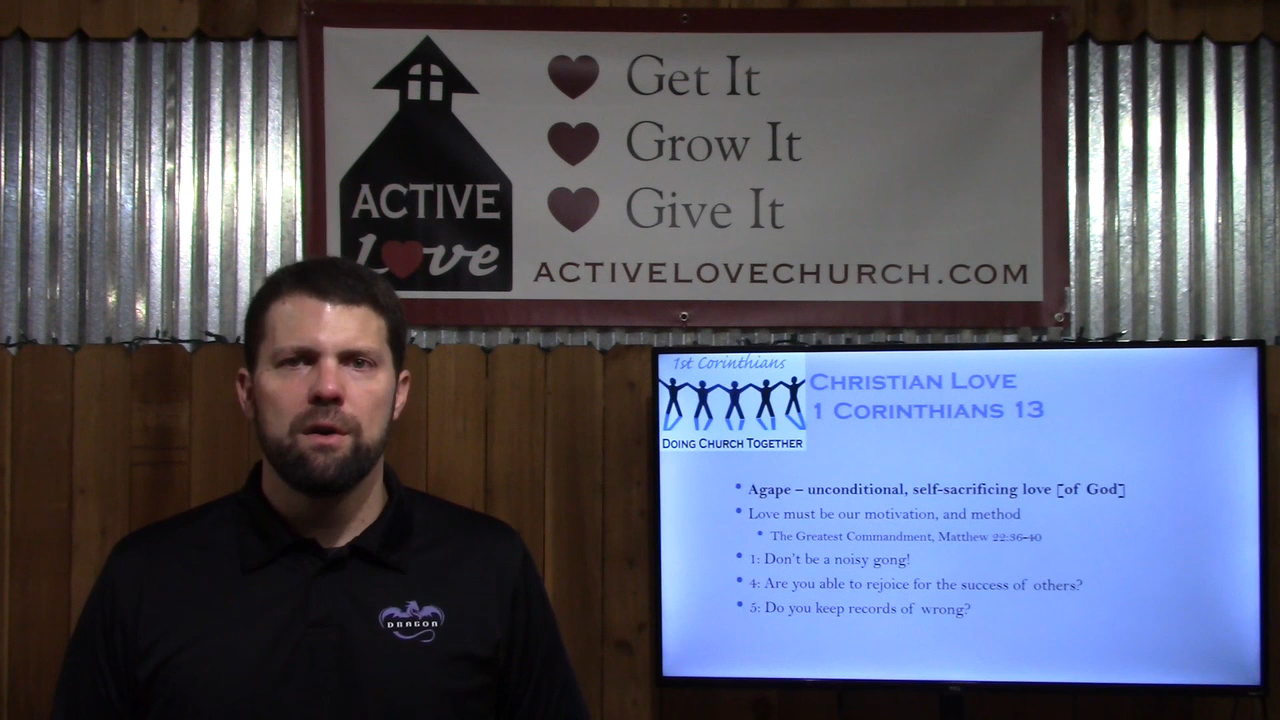 Get It
Grow It
Give It
ACTIVE
Love
ACTIVELOVECHURCH.COM
1st Corinthians
DOING CHURCH TOGETHER
CHRISTIAN LOVE
1 CORINTHIANS 13
• Agape – unconditional, self-sacrificing love [of God]
• Love must be our motivation, and method
• The Greatest Commandment, Matthew 22:36-40
• 1: Don't be a noisy gong!
• 4: Are you able to rejoice for the success of others?
• 5: Do you keep records of wrong?
DRAGON